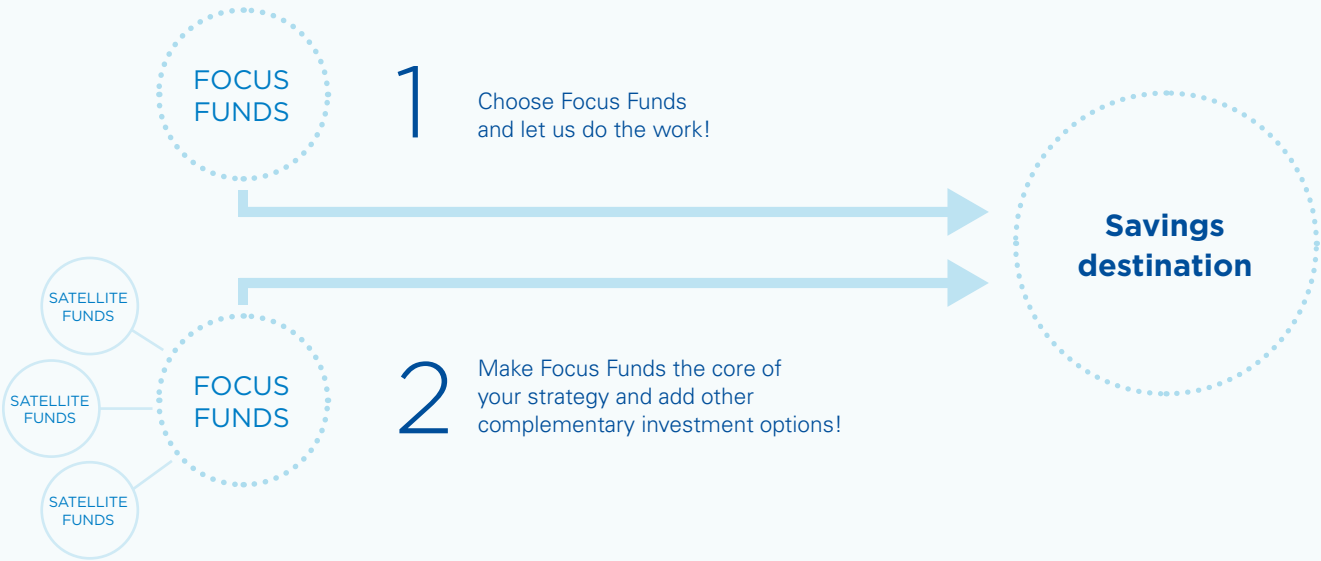 FOCUS
FUNDS
1
Choose Focus Funds
and let us do the work!
Savings
destination
SATELLITE
FUNDS
SATELLITE
FUNDS
SATELLITE
FUNDS
FOCUS
FUNDS
2
Make Focus Funds the core of
your strategy and add other
complementary investment options!